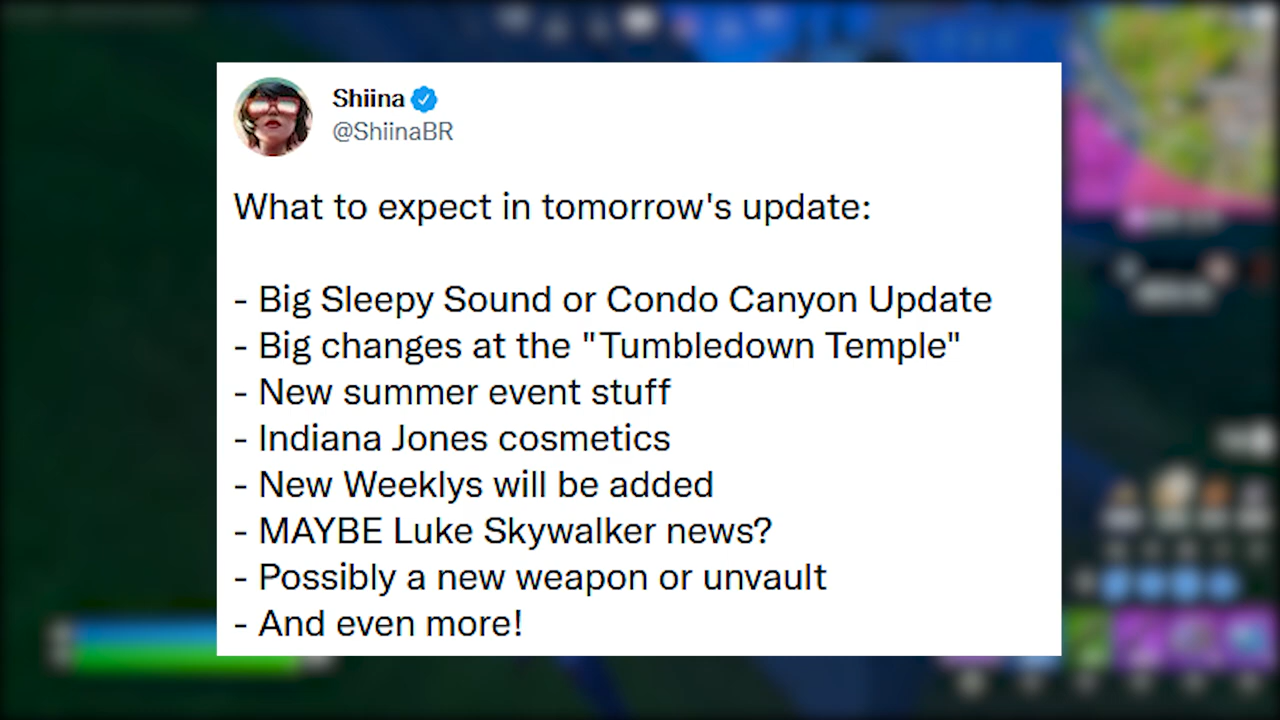 Shiina
@ShiinaBR
What to expect in tomorrow's update:
- Big Sleepy Sound or Condo Canyon Update
- Big changes at the "Tumbledown Temple"
- New summer event stuff
- Indiana Jones cosmetics
- New Weeklys will be added
- MAYBE Luke Skywalker news?
- Possibly a new weapon or unvault
- And even more!